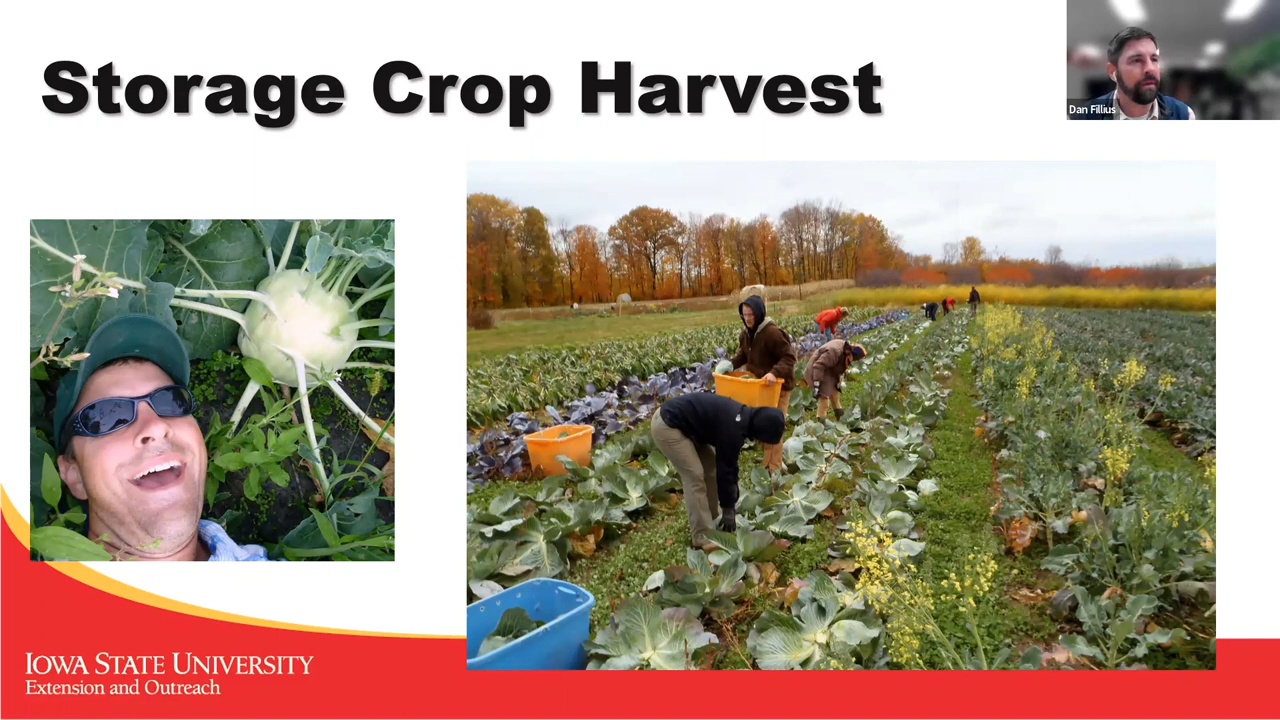 Storage Crop Harvest
Dan Fillius
IOWA STATE UNIVERSITY
Extension and Outreach